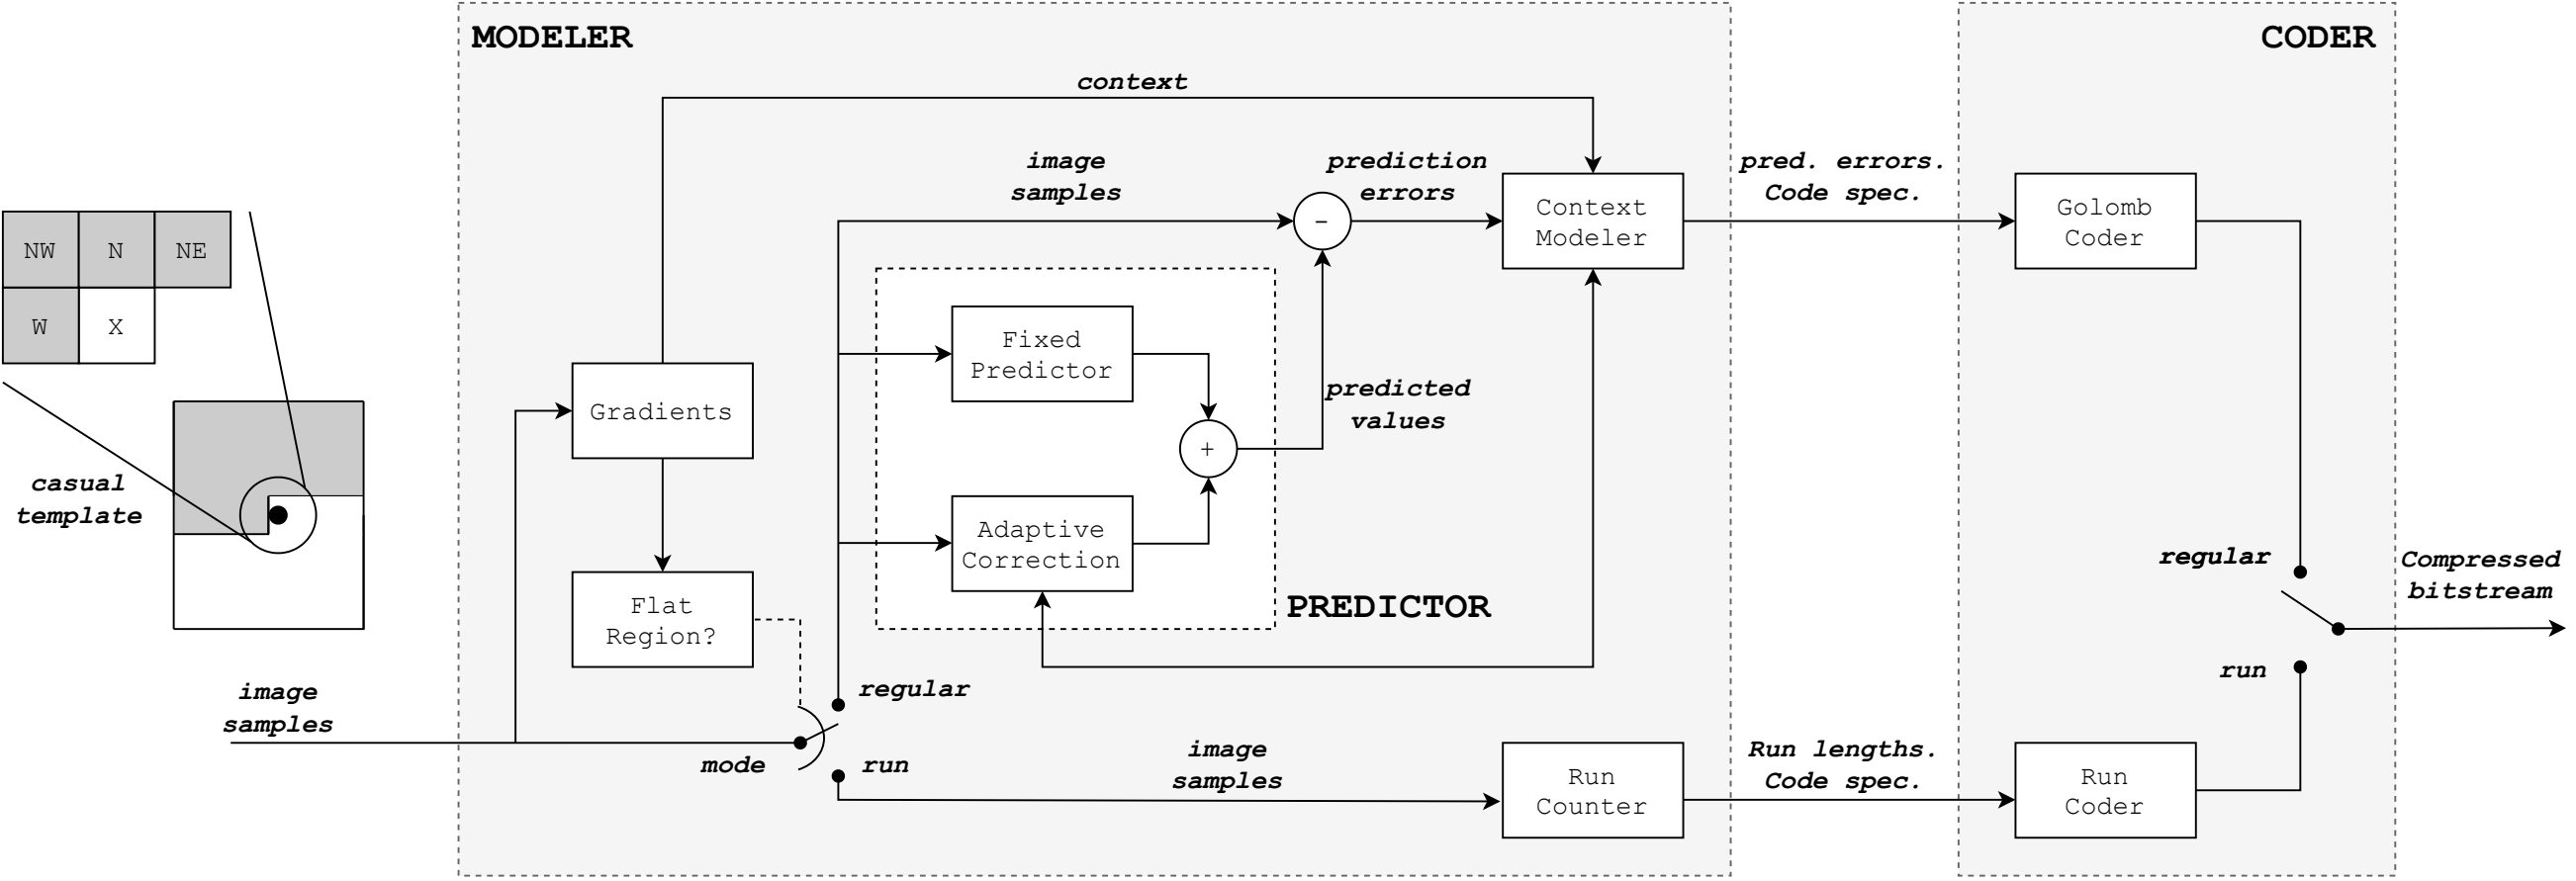 MODELER
CODER
context
image
samples
prediction
errors
pred. errors.
Code spec.
Context
Modeler
Golomb
Coder
-
NW N NE
W X
Fixed
Predictor
Gradients
predicted
values
+
casual
template
Adaptive
Correction
PREDICTOR
Flat
Region?
regular
Compressed
bitstream
run
image
samples
regular
mode
run
image
samples
Run
Counter
Run lengths.
Code spec.
Run
Coder